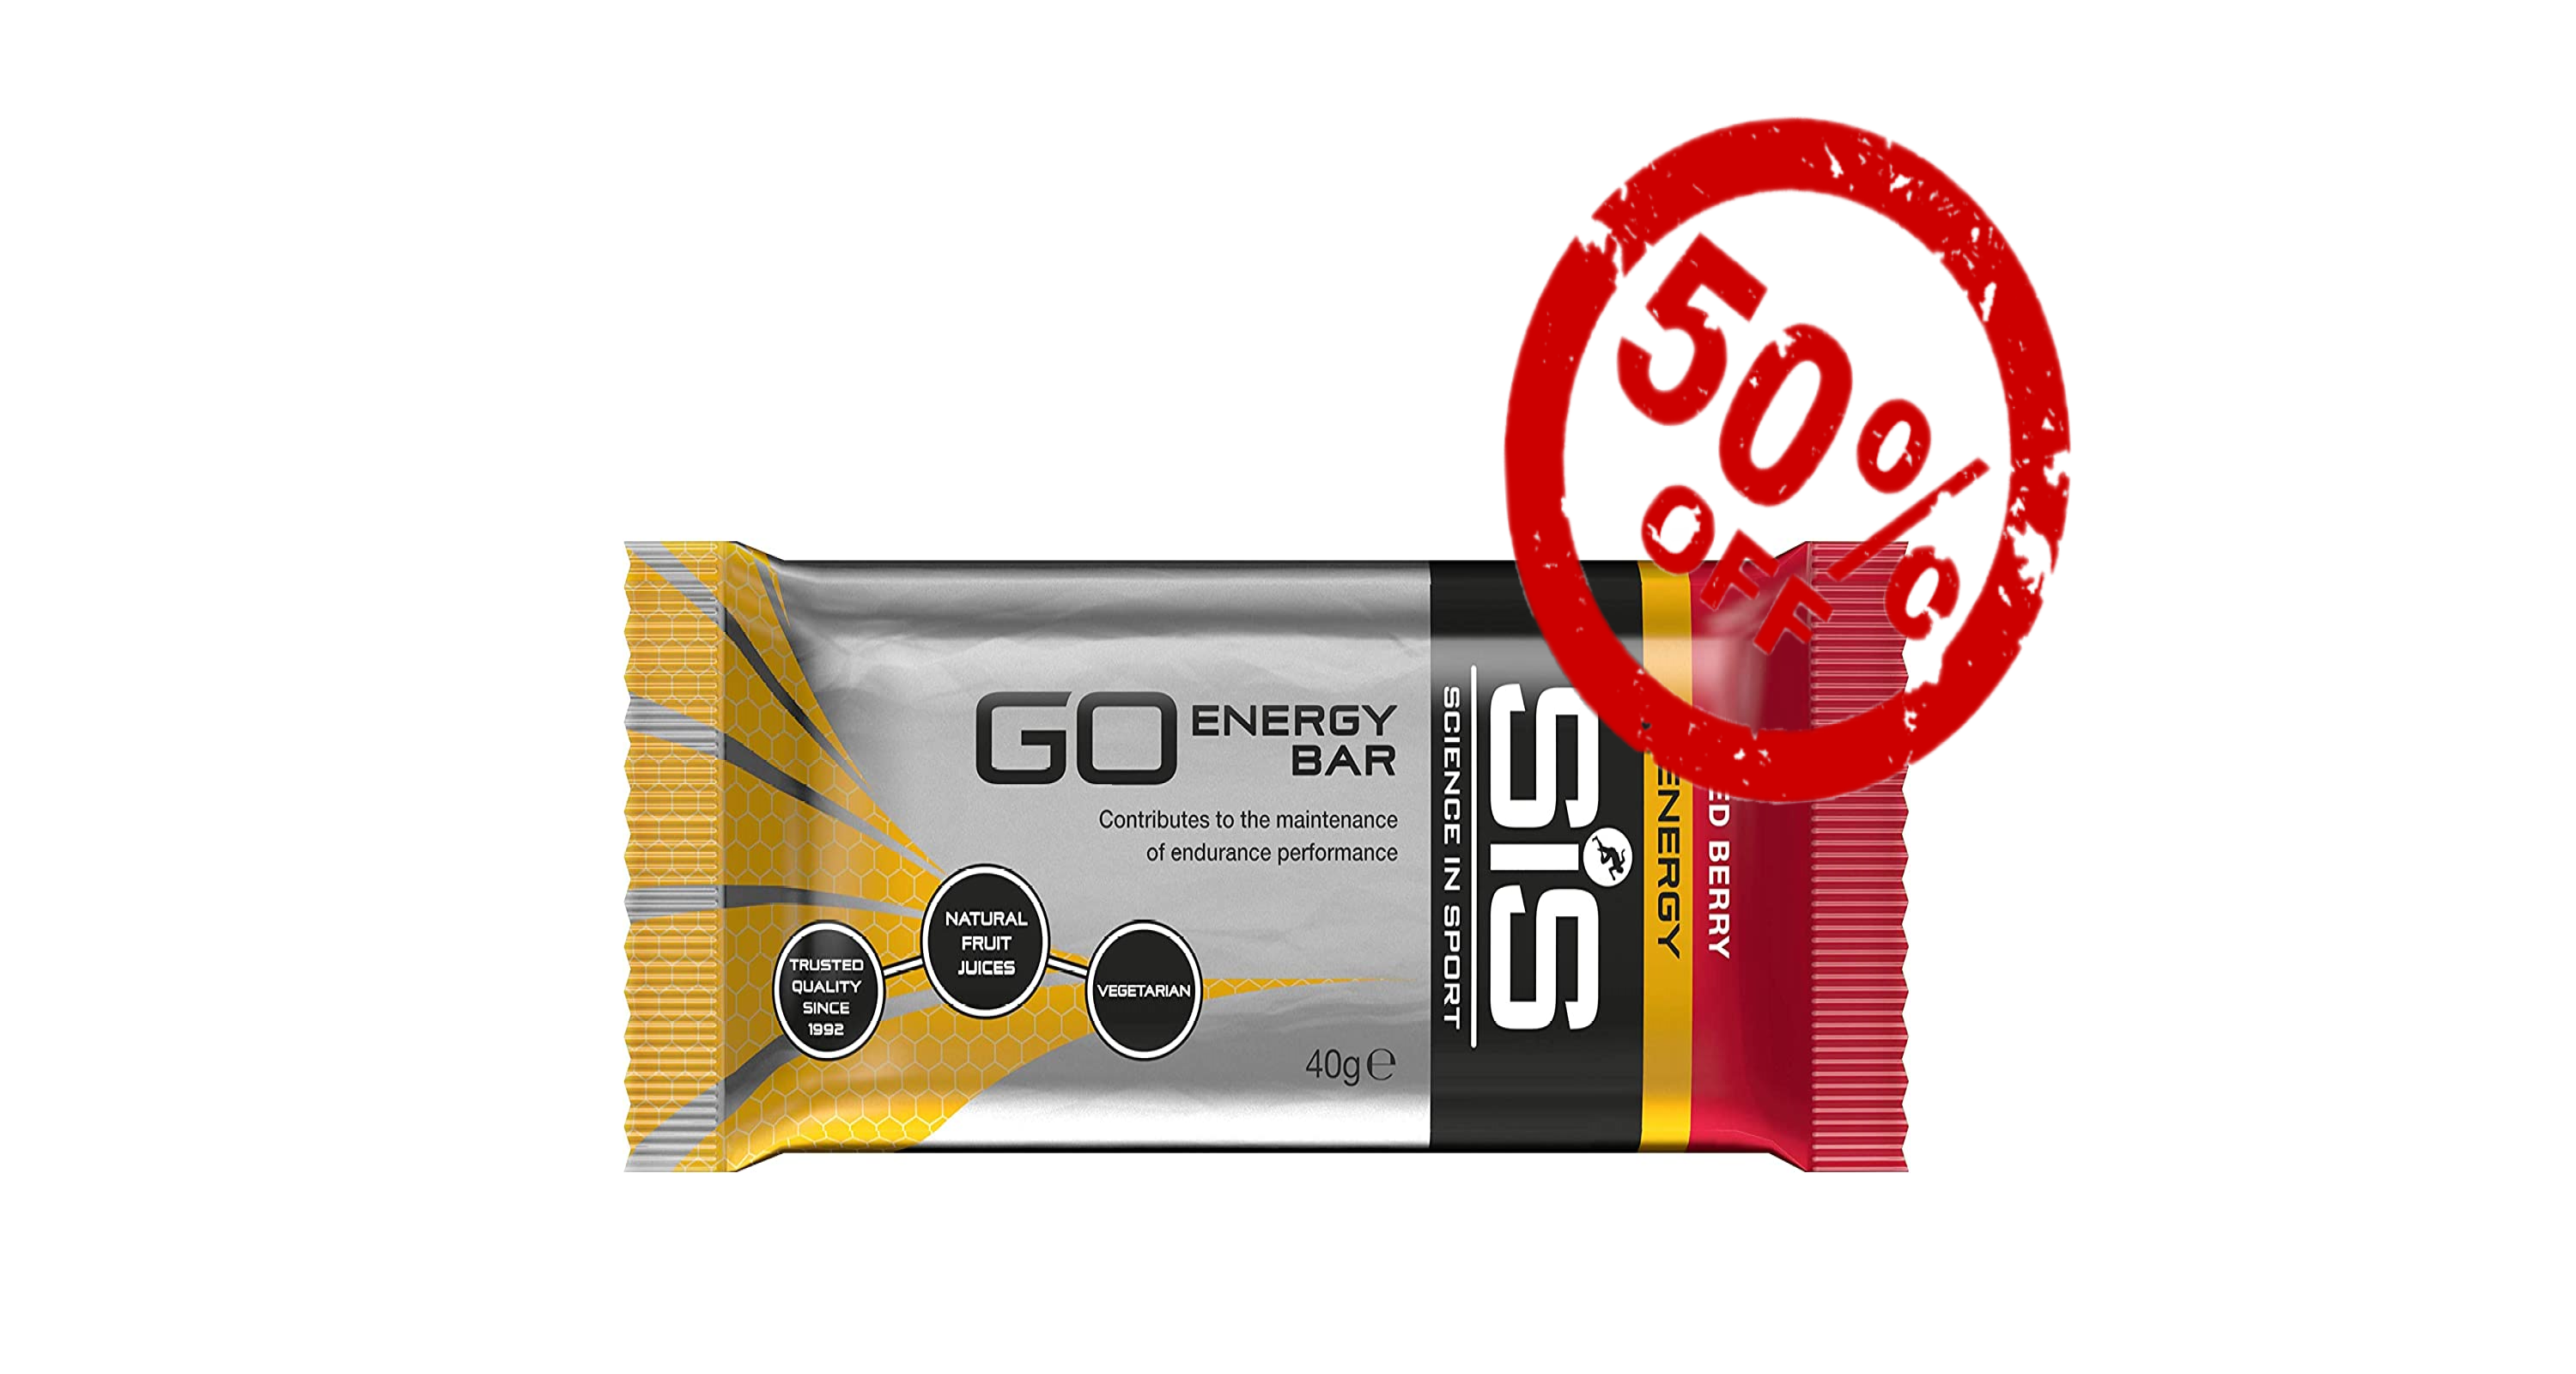 50%
OFF
GO ENERGY
BAR
Contributes to the maintenance
of endurance performance
NATURAL
FRUIT
JUICES
TRUSTED
QUALITY
SINCE
1992
VEGETARIAN
40g℮
SCIENCE IN SPORT
SiS
ENERGY
BERRY